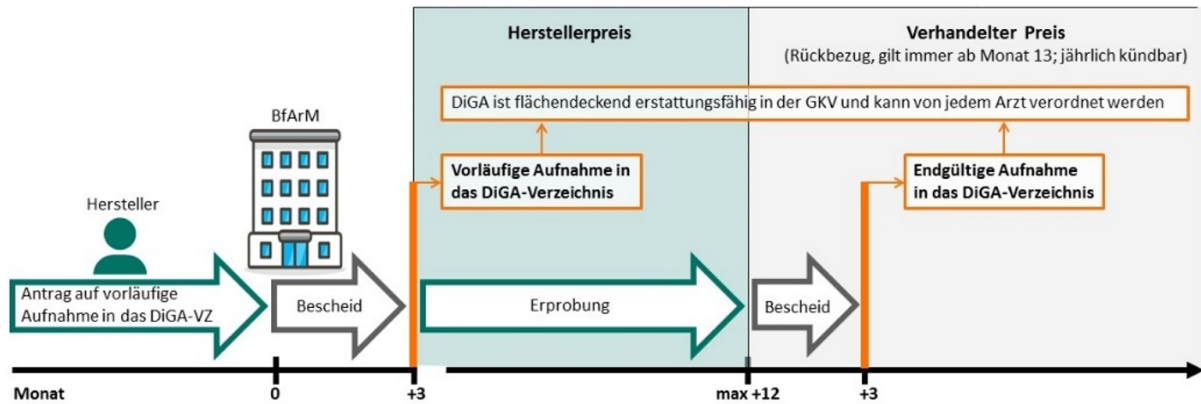 Herstellerpreis
Verhandelter Preis
(Rückbezug, gilt immer ab Monat 13; jährlich kündbar)
DiGA ist flächendeckend erstattungsfähig in der GKV und kann von jedem Arzt verordnet werden
BfArM
Vorläufige Aufnahme in
das DiGA-Verzeichnis
Endgültige Aufnahme
in das DiGA-Verzeichnis
Hersteller
Antrag auf vorläufige
Aufnahme in das DiGA-VZ
Bescheid
Erprobung
Bescheid
Monat
0
+3
max +12
+3